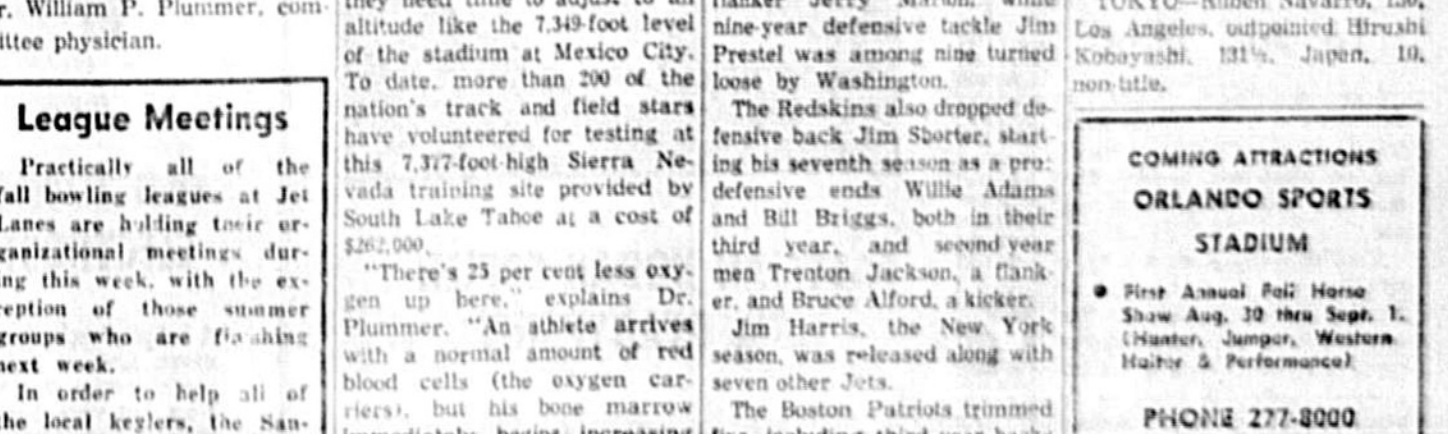 r. William P. Plummer, com-
ittee physician.
League Meetings
Practically all of the
fall bowling leagues at Jet
Lanes are holding their or-
ganizational meetings dur-
ing this week, with the ex-
ception of those summer
groups who are finishing
next week.
In order to help all of
the local keglers, the San-
they need time to adjust to an
altitude like the 7,349-foot level
of the stadium at Mexico City.
To date, more than 200 of the
nation's track and field stars
have volunteered for testing at
this 7,377-foot-high Sierra Ne-
vada training site provided by
South Lake Tahoe at a cost of
$262,000.
"There's 25 per cent less oxy-
gen up here," explains Dr.
Plummer. "An athlete arrives
with a normal amount of red
blood cells (the oxygen car-
riers), but his bone marrow
immediately begins increasing
flanker Jerry Marion, while
nine-year defensive tackle Jim
Prestel was among nine turned
loose by Washington.
The Redskins also dropped de-
fensive back Jim Shorter, start-
ing his seventh season as a pro;
defensive ends Willie Adams
and Bill Briggs, both in their
third year, and second year
men Trenton Jackson, a flank-
er, and Bruce Alford, a kicker.
Jim Harris, the New York
season, was released along with
seven other Jets.
The Boston Patriots trimmed
five, including third year
TOKYO—Ruben Navarro, 130,
Los Angeles, outpointed Hirushi
Kobayashi, 131½, Japan, 10,
non-title.
COMING ATTRACTIONS
ORLANDO SPORTS
STADIUM
● First Annual Fall Horse
Show Aug. 30 thru Sept. 1.
(Hunter, Jumper, Western
Halter & Performance)
PHONE 277-8000